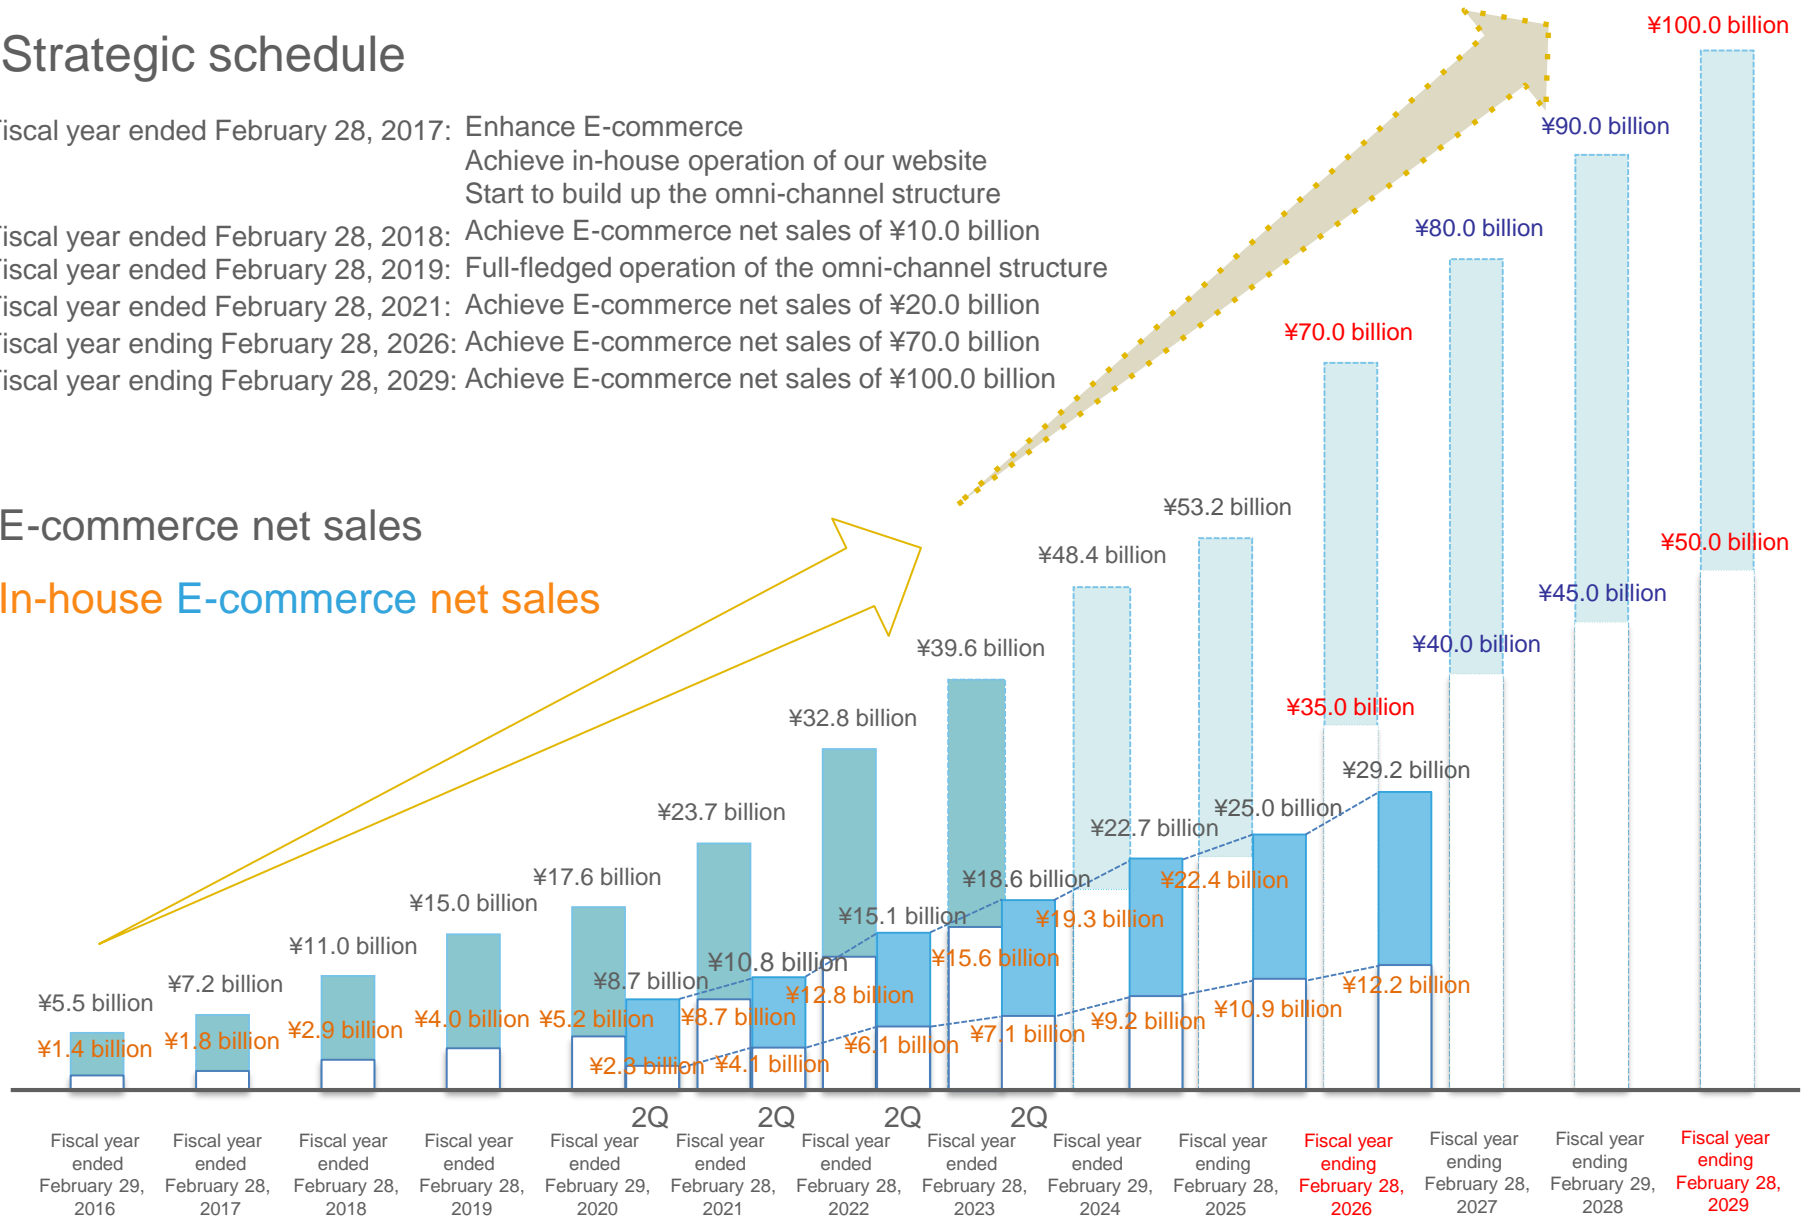 Strategic schedule
iscal year ended February 28, 2017: Enhance E-commerce
Achieve in-house operation of our website
Start to build up the omni-channel structure
iscal year ended February 28, 2018: Achieve E-commerce net sales of ¥10.0 billion
iscal year ended February 28, 2019: Full-fledged operation of the omni-channel structure
iscal year ended February 28, 2021: Achieve E-commerce net sales of ¥20.0 billion
iscal year ending February 28, 2026: Achieve E-commerce net sales of ¥70.0 billion
iscal year ending February 28, 2029: Achieve E-commerce net sales of ¥100.0 billion
E-commerce net sales
In-house E-commerce net sales
¥5.5 billion
¥7.2 billion
¥11.0 billion
¥15.0 billion
¥17.6 billion
¥23.7 billion
¥32.8 billion
¥39.6 billion
¥48.4 billion
¥53.2 billion
¥70.0 billion
¥80.0 billion
¥90.0 billion
¥100.0 billion
¥1.4 billion
¥1.8 billion
¥2.9 billion
¥4.0 billion
¥5.2 billion
¥8.7 billion
¥12.8 billion
¥15.6 billion
¥19.3 billion
¥22.4 billion
¥35.0 billion
¥40.0 billion
¥45.0 billion
¥50.0 billion
¥8.7 billion
¥10.8 billion
¥15.1 billion
¥18.6 billion
¥22.7 billion
¥25.0 billion
¥29.2 billion
¥2.3 billion
¥4.1 billion
¥6.1 billion
¥7.1 billion
¥9.2 billion
¥10.9 billion
¥12.2 billion
2Q
2Q
2Q
2Q
Fiscal year
ended
February 29,
2016
Fiscal year
ended
February 28,
2017
Fiscal year
ended
February 28,
2018
Fiscal year
ended
February 28,
2019
Fiscal year
ended
February 29,
2020
Fiscal year
ended
February 28,
2021
Fiscal year
ended
February 28,
2022
Fiscal year
ended
February 28,
2023
Fiscal year
ended
February 29,
2024
Fiscal year
ending
February 28,
2025
Fiscal year
ending
February 28,
2026
Fiscal year
ending
February 28,
2027
Fiscal year
ending
February 29,
2028
Fiscal year
ending
February 28,
2029